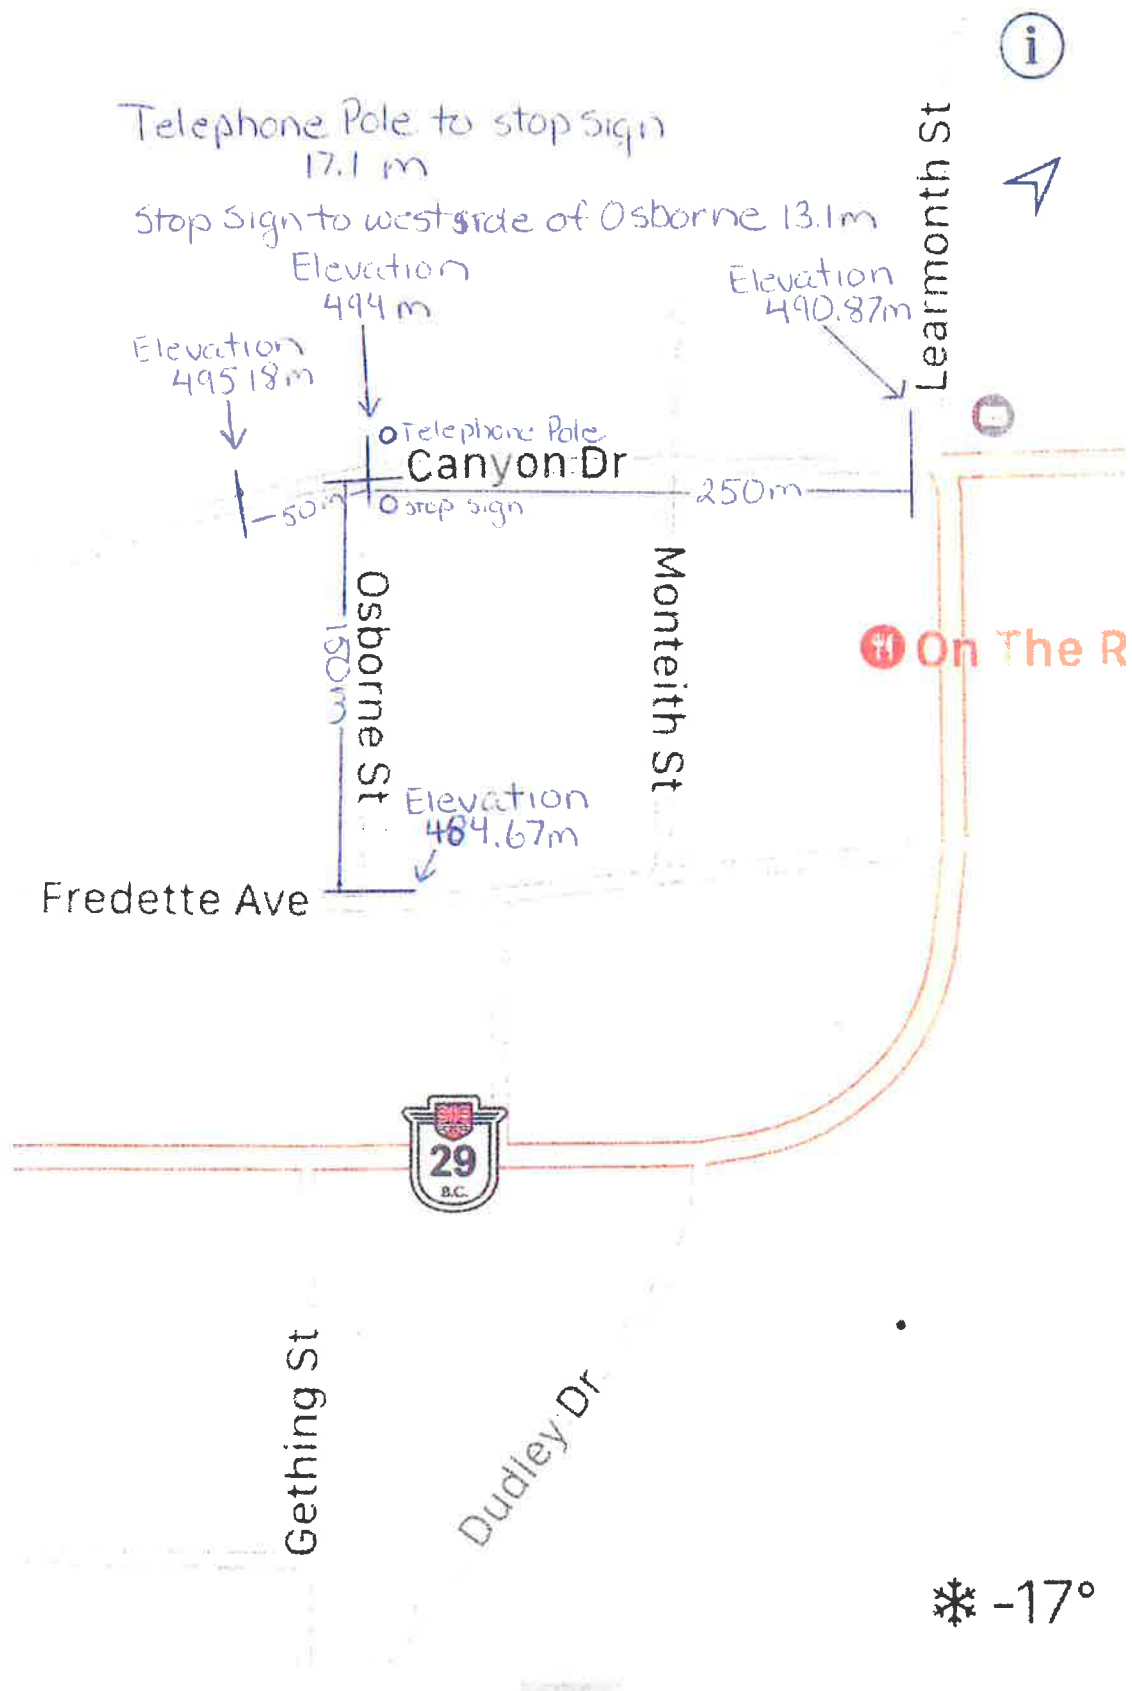 i
Telephone Pole to stop sign
17.1 m
Stop Sign to west side of Osborne 13.1m
Elevation
494 m
Elevation
490.87m
Learmonth St
Elevation
495 18m
Telephone Pole
Canyon Dr
50m
250m
stop sign
Osborne St
150m
Monteith St
On The R
Elevation
484.67m
Fredette Ave
29
B.C.
Gething St
Dudley Dr
-17°